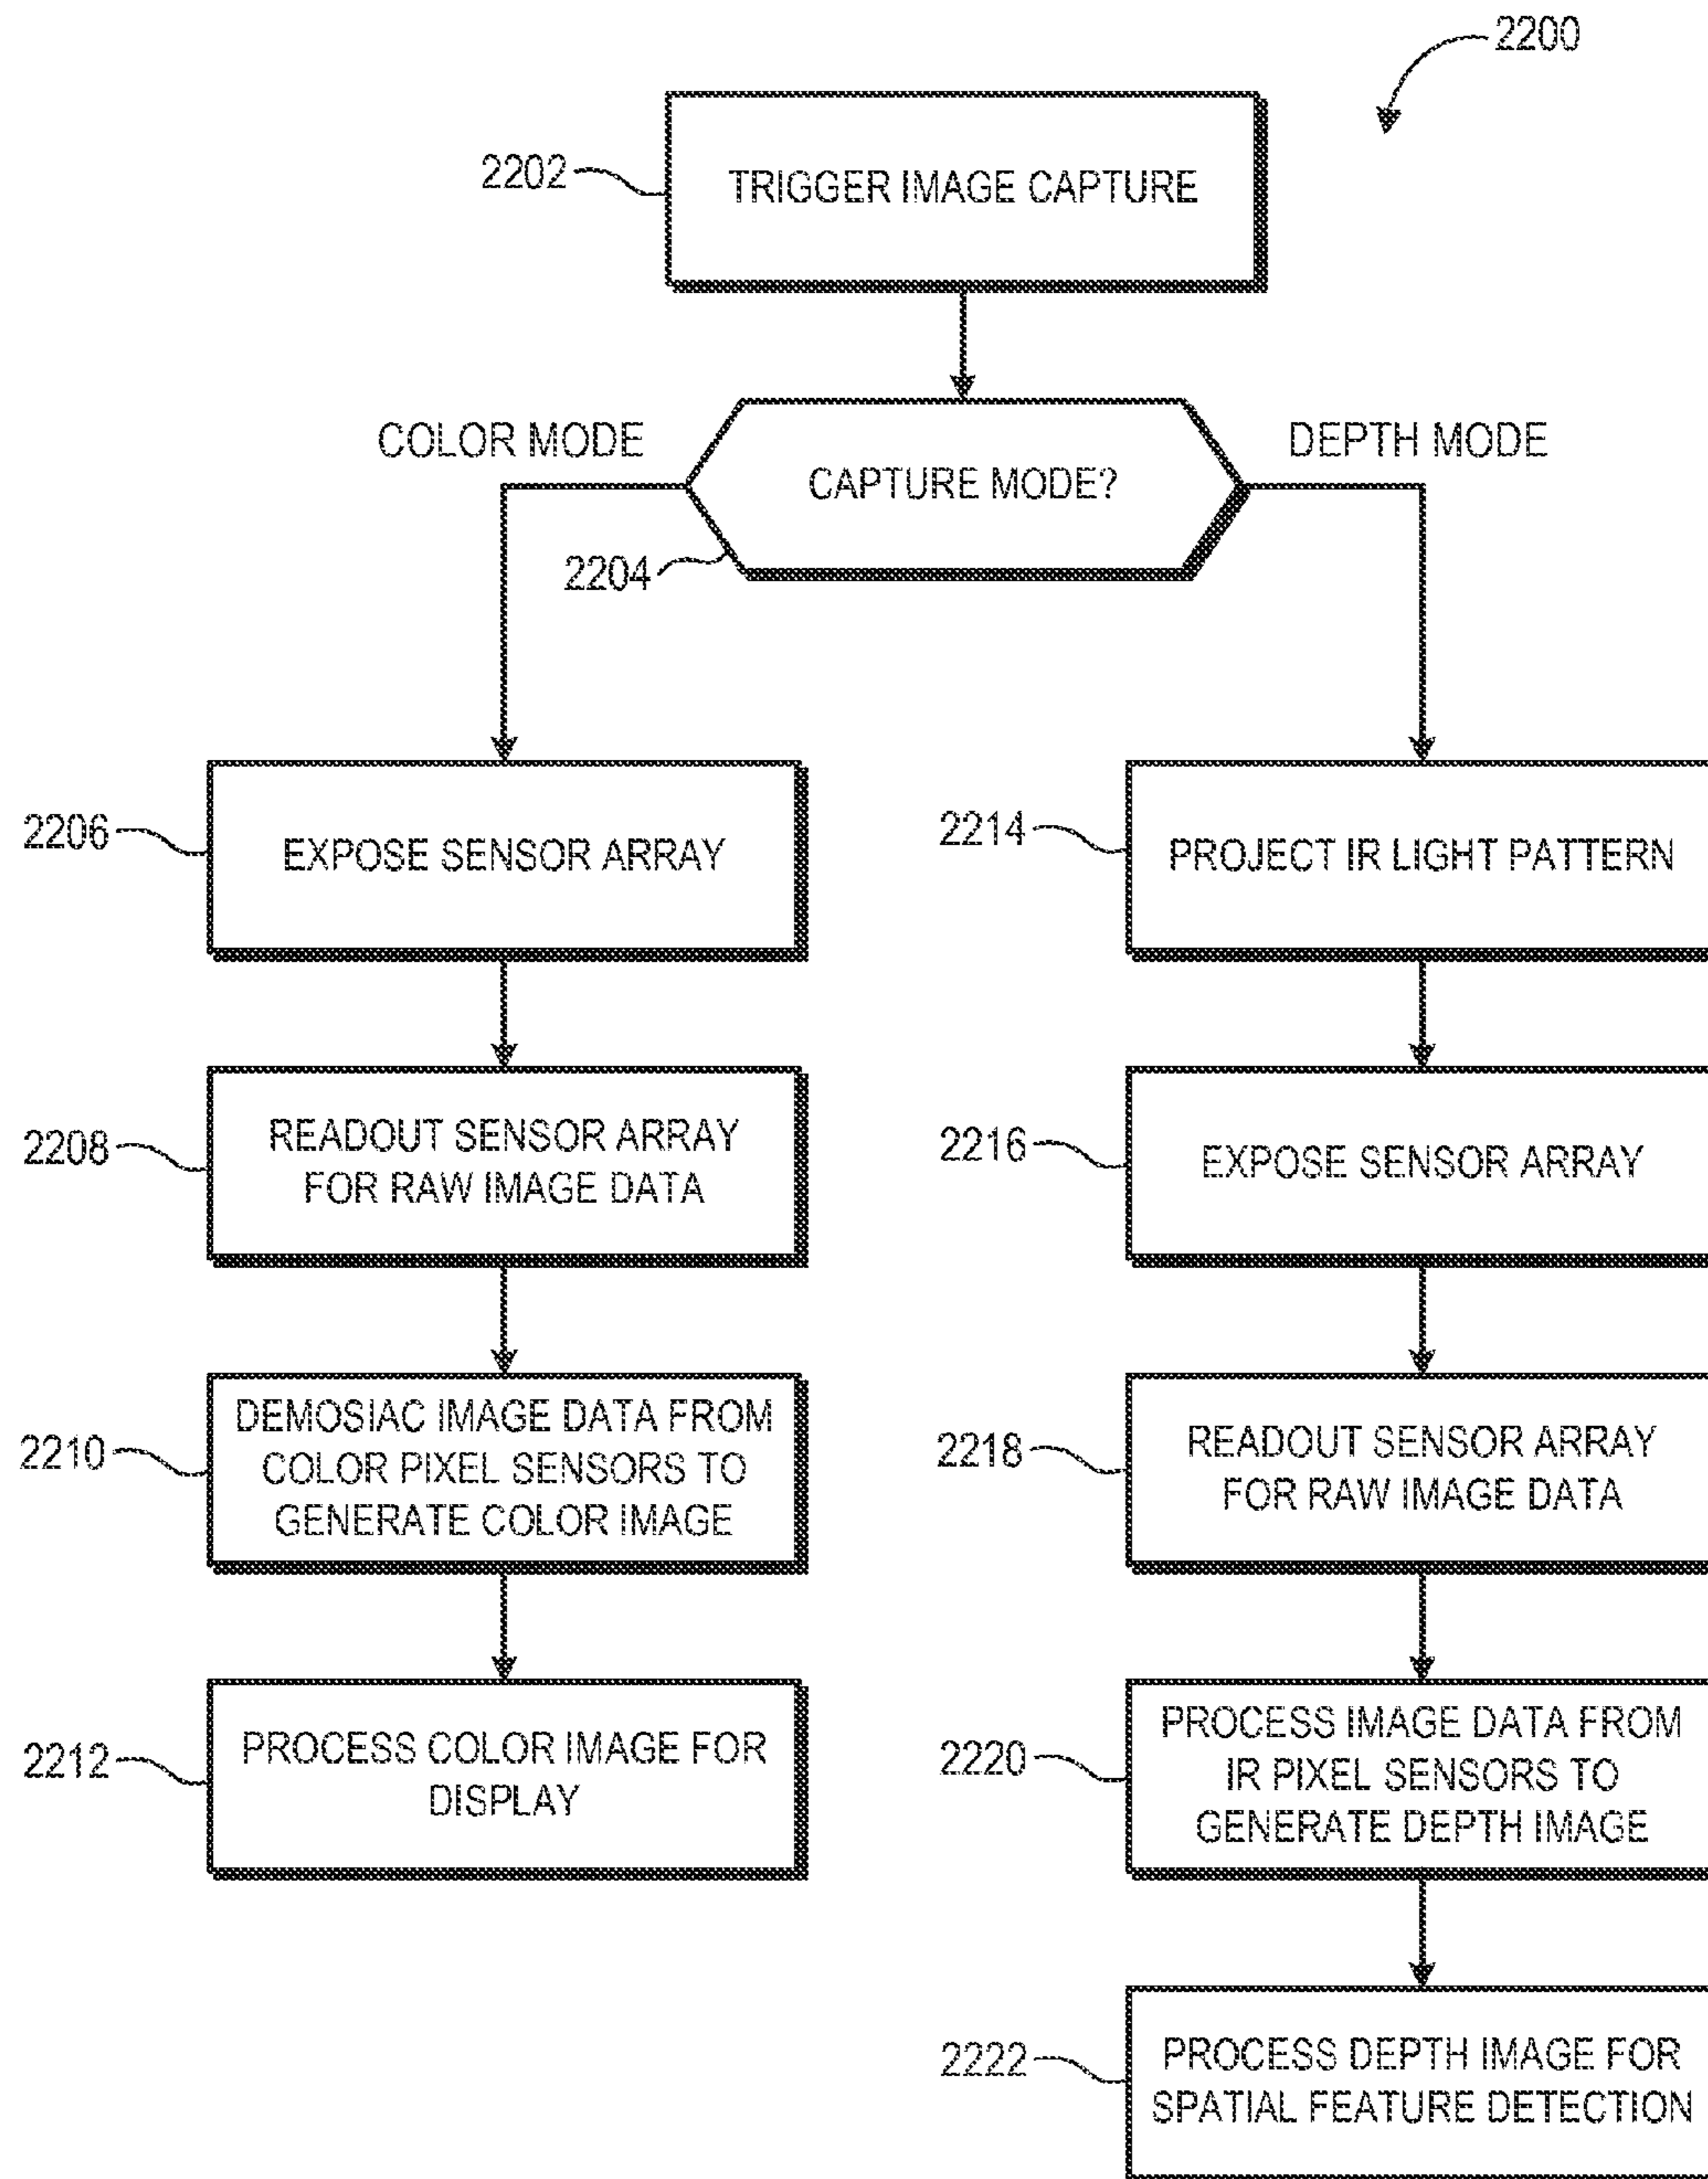 2200
2202
TRIGGER IMAGE CAPTURE
COLOR MODE
DEPTH MODE
CAPTURE MODE?
2204
2206
EXPOSE SENSOR ARRAY
2208
READOUT SENSOR ARRAY
FOR RAW IMAGE DATA
2210
DEMOSIAC IMAGE DATA FROM
COLOR PIXEL SENSORS TO
GENERATE COLOR IMAGE
2212
PROCESS COLOR IMAGE FOR
DISPLAY
2214
PROJECT IR LIGHT PATTERN
2216
EXPOSE SENSOR ARRAY
2218
READOUT SENSOR ARRAY
FOR RAW IMAGE DATA
2220
PROCESS IMAGE DATA FROM
IR PIXEL SENSORS TO
GENERATE DEPTH IMAGE
2222
PROCESS DEPTH IMAGE FOR
SPATIAL FEATURE DETECTION